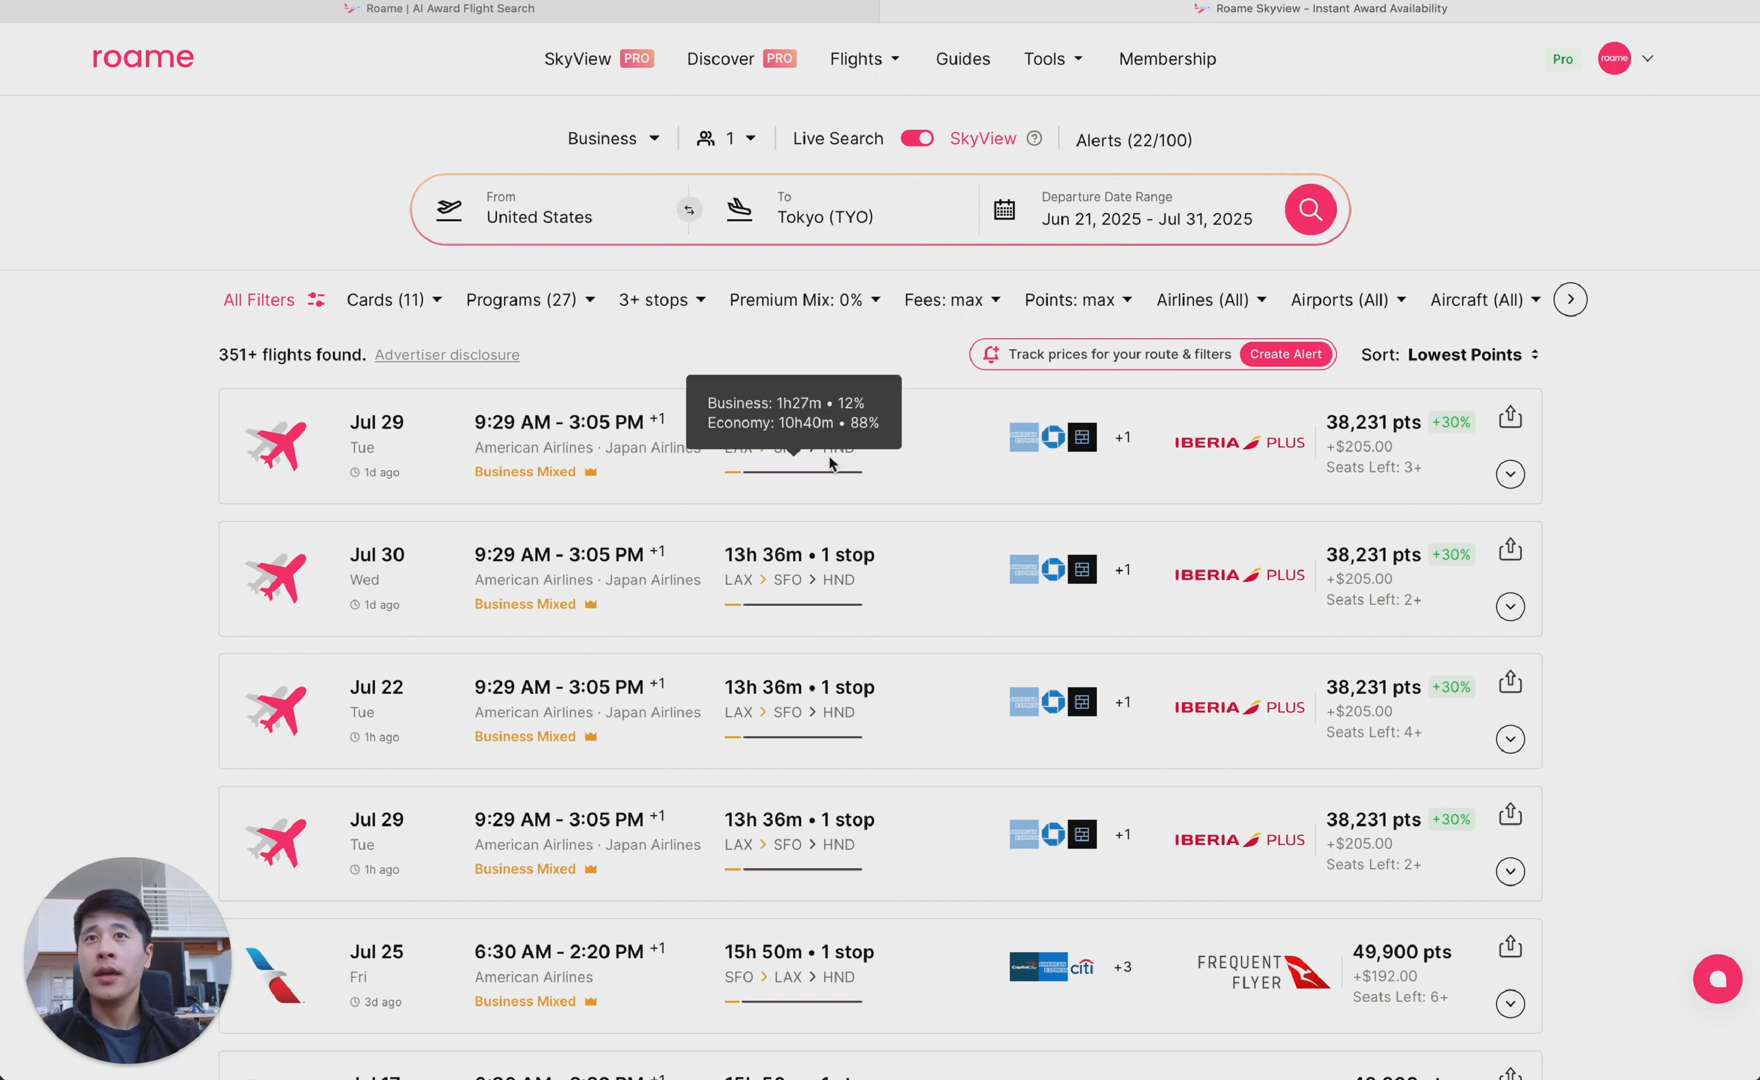 Roame | AI Award Flight Search
Roame Skyview - Instant Award Availability
roame
SkyView PRO
Discover PRO
Flights
Guides
Tools
Membership
Pro
roame
Business
1
Live Search
SkyView
Alerts (22/100)
From
United States
To
Tokyo (TYO)
Departure Date Range
Jun 21, 2025 - Jul 31, 2025
All Filters
Cards (11)
Programs (27)
3+ stops
Premium Mix: 0%
Fees: max
Points: max
Airlines (All)
Airports (All)
Aircraft (All)
351+ flights found. Advertiser disclosure
Track prices for your route & filters Create Alert
Sort: Lowest Points
Business: 1h27m • 12%
Economy: 10h40m • 88%
Jul 29
Tue
1d ago
9:29 AM - 3:05 PM +1
American Airlines · Japan Airlines
Business Mixed
+1
IBERIA PLUS
38,231 pts +30%
+$205.00
Seats Left: 3+
Jul 30
Wed
1d ago
9:29 AM - 3:05 PM +1
American Airlines · Japan Airlines
Business Mixed
13h 36m • 1 stop
LAX > SFO > HND
+1
IBERIA PLUS
38,231 pts +30%
+$205.00
Seats Left: 2+
Jul 22
Tue
1h ago
9:29 AM - 3:05 PM +1
American Airlines · Japan Airlines
Business Mixed
13h 36m • 1 stop
LAX > SFO > HND
+1
IBERIA PLUS
38,231 pts +30%
+$205.00
Seats Left: 4+
Jul 29
Tue
1h ago
9:29 AM - 3:05 PM +1
American Airlines · Japan Airlines
Business Mixed
13h 36m • 1 stop
LAX > SFO > HND
+1
IBERIA PLUS
38,231 pts +30%
+$205.00
Seats Left: 2+
Jul 25
Fri
3d ago
6:30 AM - 2:20 PM +1
American Airlines
Business Mixed
15h 50m • 1 stop
SFO > LAX > HND
citi
+3
FREQUENT
FLYER
49,900 pts
+$192.00
Seats Left: 6+